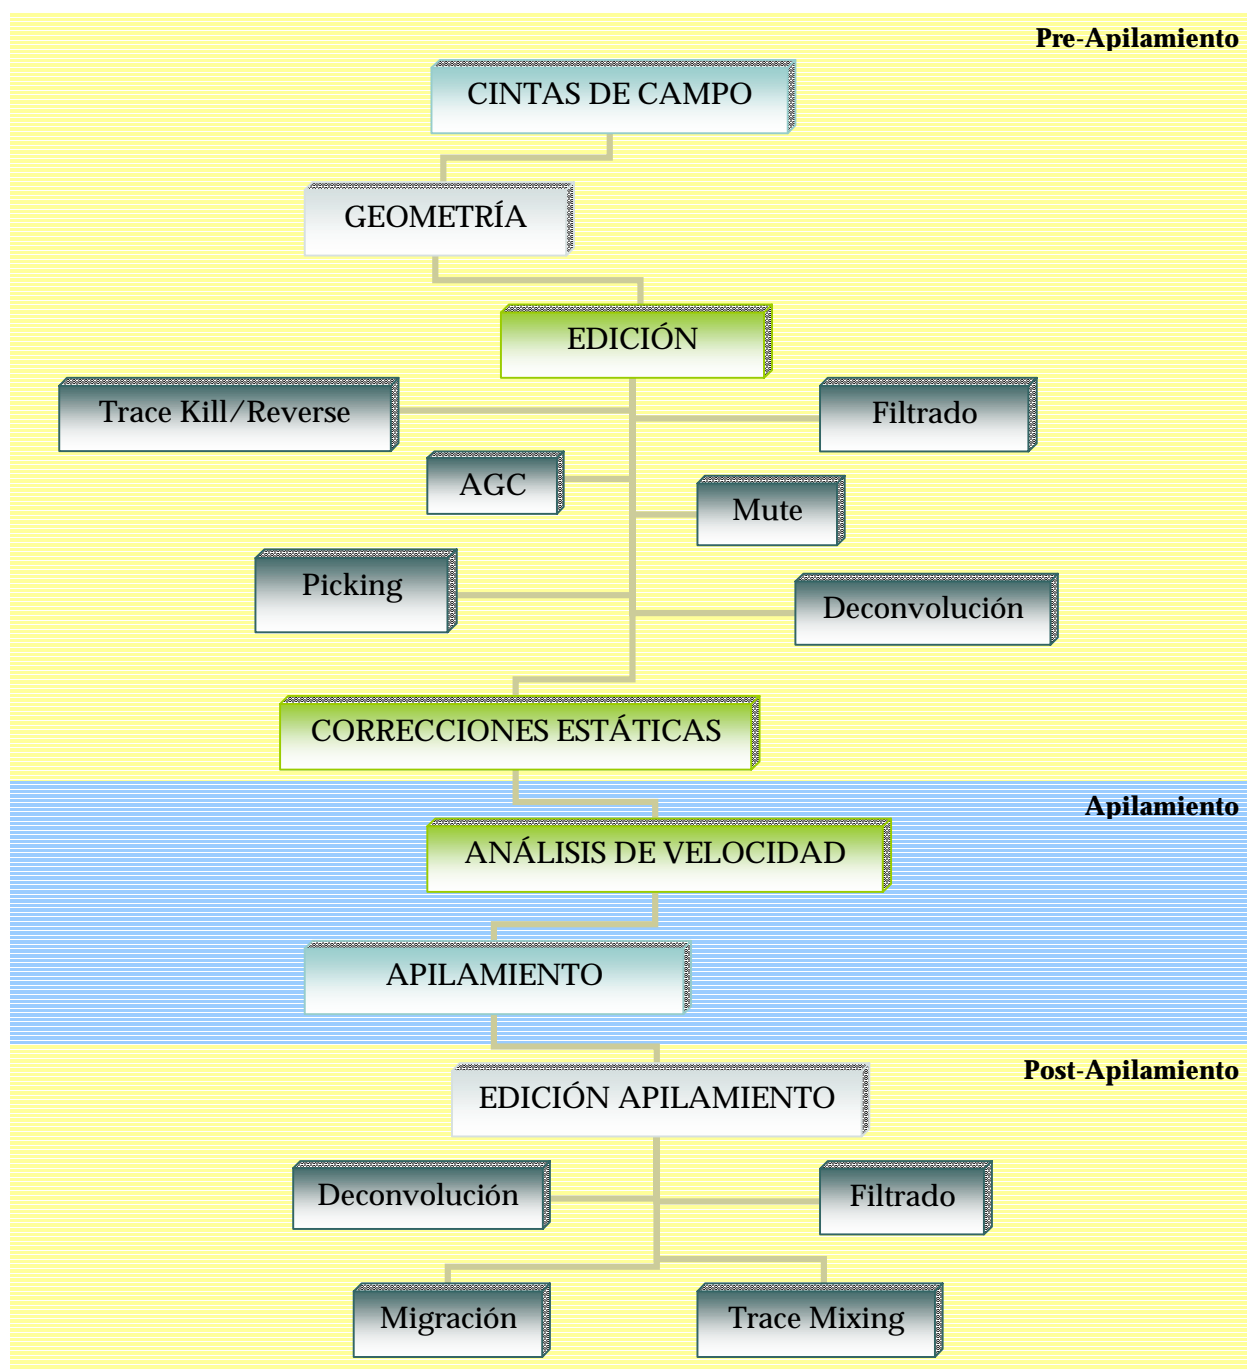 Pre-Apilamiento
CINTAS DE CAMPO
GEOMETRÍA
EDICIÓN
Trace Kill/Reverse
Filtrado
AGC
Mute
Picking
Deconvolución
CORRECCIONES ESTÁTICAS
Apilamiento
ANÁLISIS DE VELOCIDAD
APILAMIENTO
Post-Apilamiento
EDICIÓN APILAMIENTO
Deconvolución
Filtrado
Migración
Trace Mixing